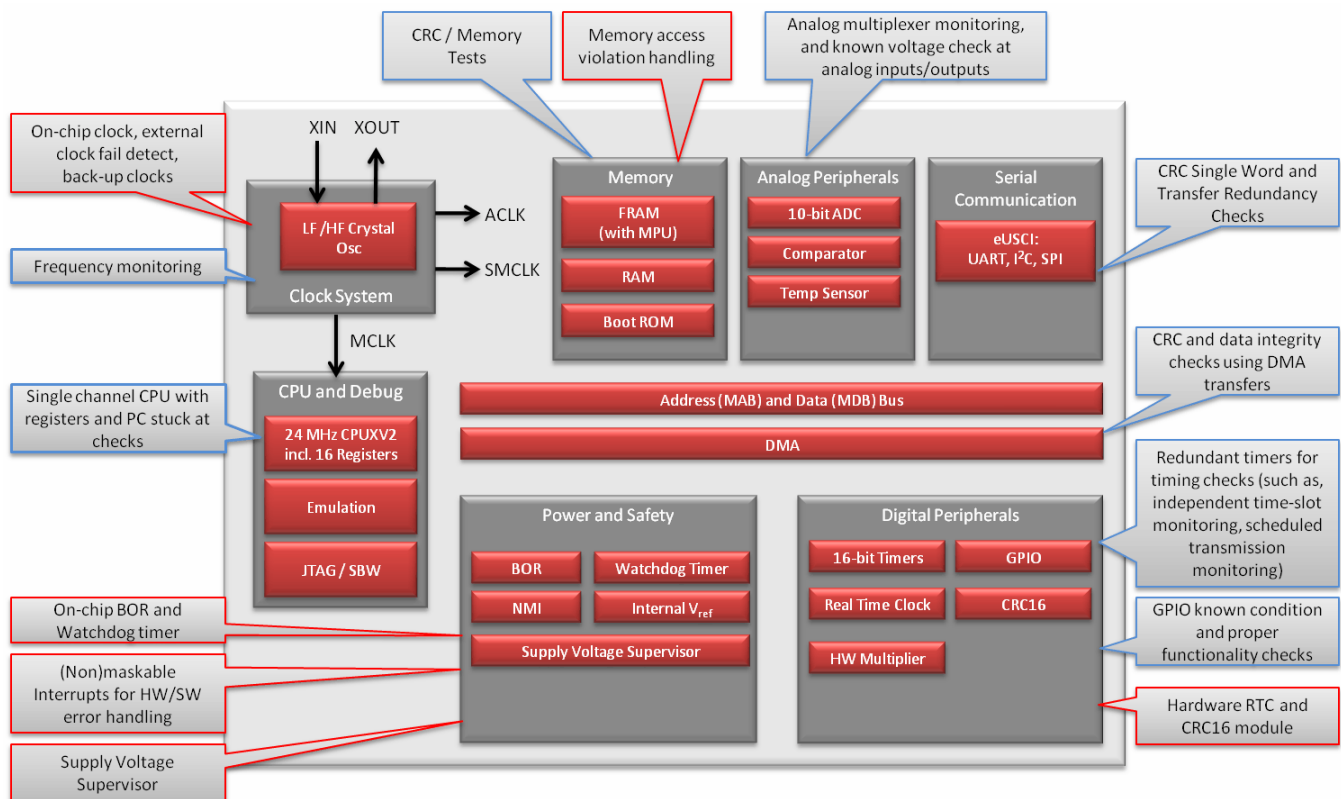 CRC / Memory
Tests
Memory access
violation handling
Analog multiplexer monitoring,
and known voltage check at
analog inputs/outputs
On-chip clock, external
clock fail detect,
back-up clocks
XIN
XOUT
LF /HF Crystal
Osc
Clock System
ACLK
SMCLK
MCLK
Frequency monitoring
Memory
FRAM
(with MPU)
RAM
Boot ROM
Analog Peripherals
10-bit ADC
Comparator
Temp Sensor
Serial
Communication
eUSCI:
UART, I²C, SPI
CRC Single Word and
Transfer Redundancy
Checks
CRC and data integrity
checks using DMA
transfers
Single channel CPU with
registers and PC stuck at
checks
CPU and Debug
24 MHz CPUXV2
incl. 16 Registers
Emulation
JTAG / SBW
Address (MAB) and Data (MDB) Bus
DMA
Redundant timers for
timing checks (such as,
independent time-slot
monitoring, scheduled
transmission
monitoring)
Power and Safety
BOR
Watchdog Timer
NMI
Internal Vref
Supply Voltage Supervisor
Digital Peripherals
16-bit Timers
GPIO
Real Time Clock
CRC16
HW Multiplier
On-chip BOR and
Watchdog timer
(Non)maskable
Interrupts for HW/SW
error handling
Supply Voltage
Supervisor
GPIO known condition
and proper
functionality checks
Hardware RTC and
CRC16 module